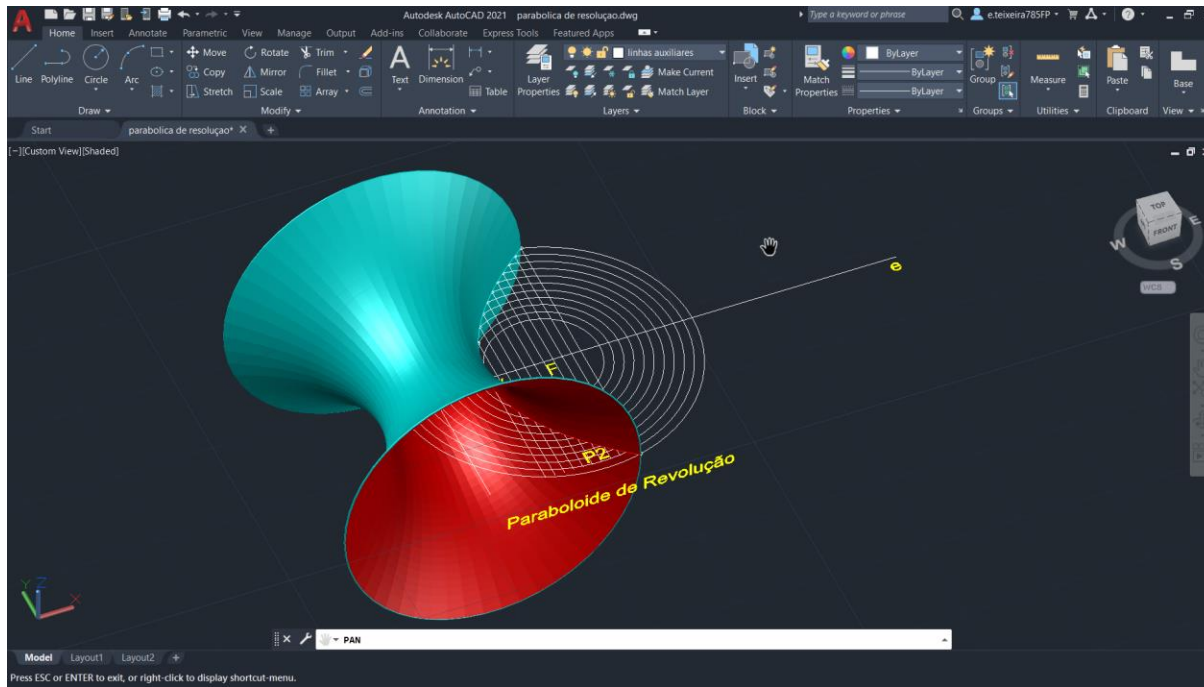 Autodesk AutoCAD 2021 parabolica de resoluçao.dwg
Type a keyword or phrase
e.teixeira785FP
Home Insert Annotate Parametric View Manage Output Add-ins Collaborate Express Tools Featured Apps
Line Polyline Circle Arc
Move Rotate Trim
Copy Mirror Fillet
Stretch Scale Array
Text Dimension
Table
Layer Properties
linhas auxiliares
Make Current
Match Layer
Insert
Match Properties
ByLayer
ByLayer
ByLayer
Group
Measure
Paste
Base
Draw Modify Annotation Layers Block Properties Groups Utilities Clipboard View
Start parabolica de resoluçao*
[−][Custom View][Shaded]
TOP
FRONT
W
S
E
WCS
e
F
P2
Paraboloide de Revolução
Y Z X
PAN
Model Layout1 Layout2
Press ESC or ENTER to exit, or right-click to display shortcut-menu.